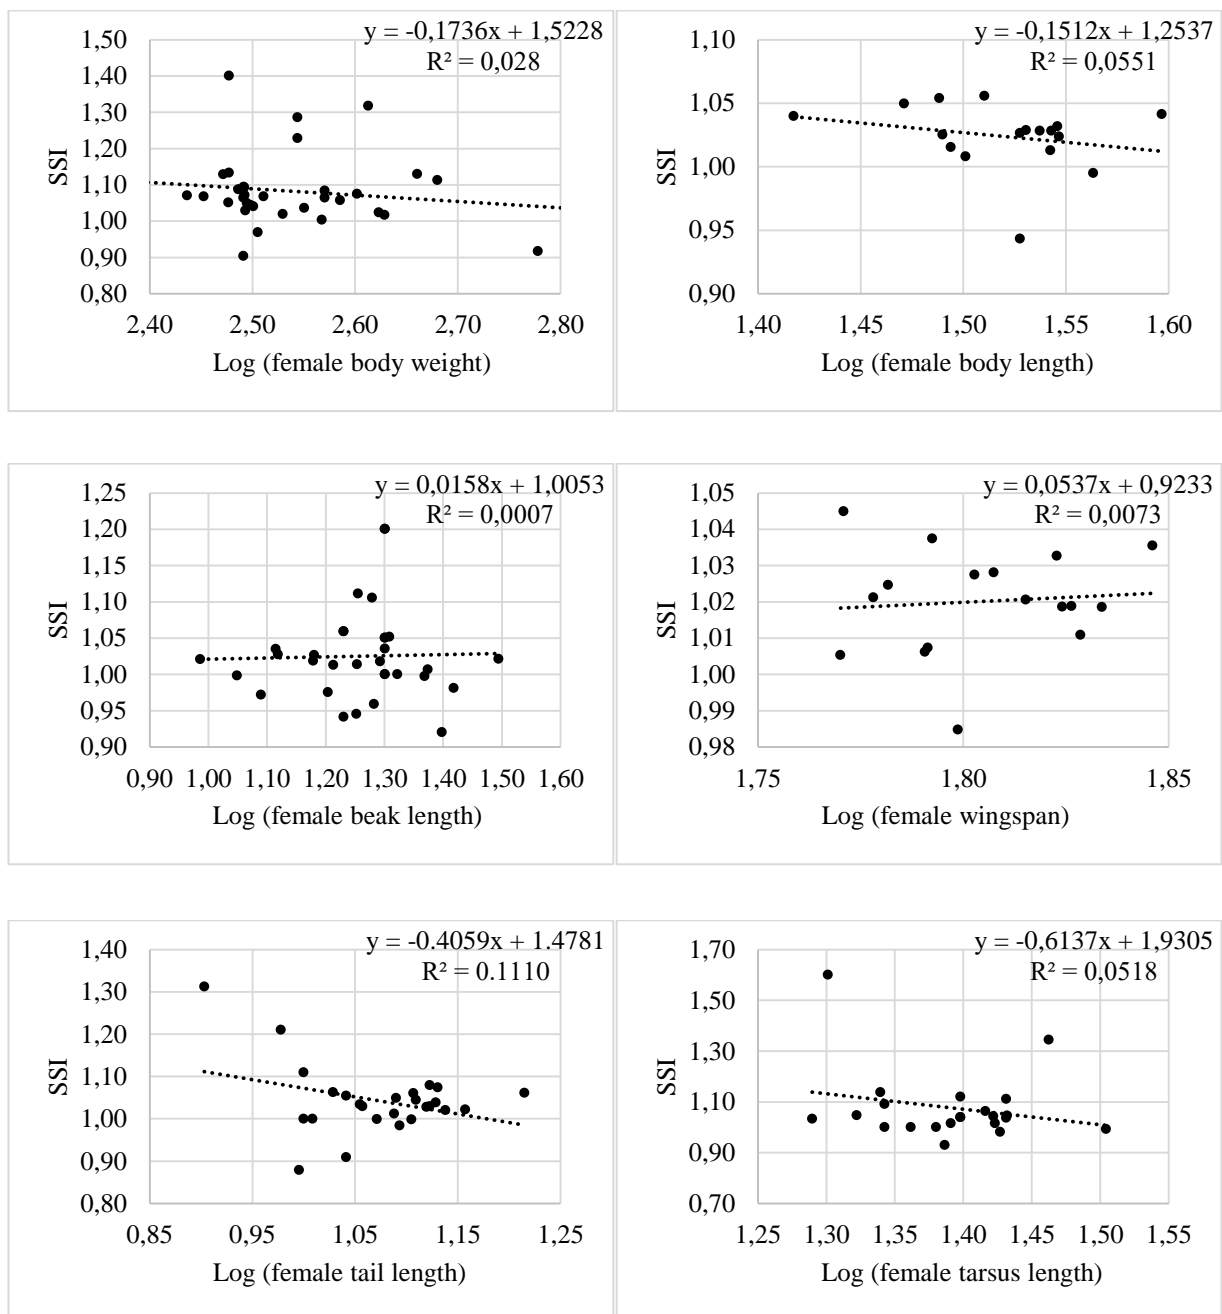 y = -0,1736x + 1,5228
R² = 0,028
1,50
1,40
1,30
1,20
1,10
1,00
0,90
0,80
SSI
2,40 2,50 2,60 2,70 2,80
Log (female body weight)
y = -0,1512x + 1,2537
R² = 0,0551
1,10
1,05
1,00
0,95
0,90
SSI
1,40 1,45 1,50 1,55 1,60
Log (female body length)
y = 0,0158x + 1,0053
R² = 0,0007
1,25
1,20
1,15
1,10
1,05
1,00
0,95
0,90
SSI
0,90 1,00 1,10 1,20 1,30 1,40 1,50 1,60
Log (female beak length)
y = 0,0537x + 0,9233
R² = 0,0073
1,05
1,04
1,03
1,02
1,01
1,00
0,99
0,98
SSI
1,75 1,80 1,85
Log (female wingspan)
y = -0.4059x + 1.4781
R² = 0.1110
1,40
1,30
1,20
1,10
1,00
0,90
0,80
SSI
0,85 0,95 1,05 1,15 1,25
Log (female tail length)
y = -0,6137x + 1,9305
R² = 0,0518
1,70
1,50
1,30
1,10
0,90
0,70
SSI
1,25 1,30 1,35 1,40 1,45 1,50 1,55
Log (female tarsus length)